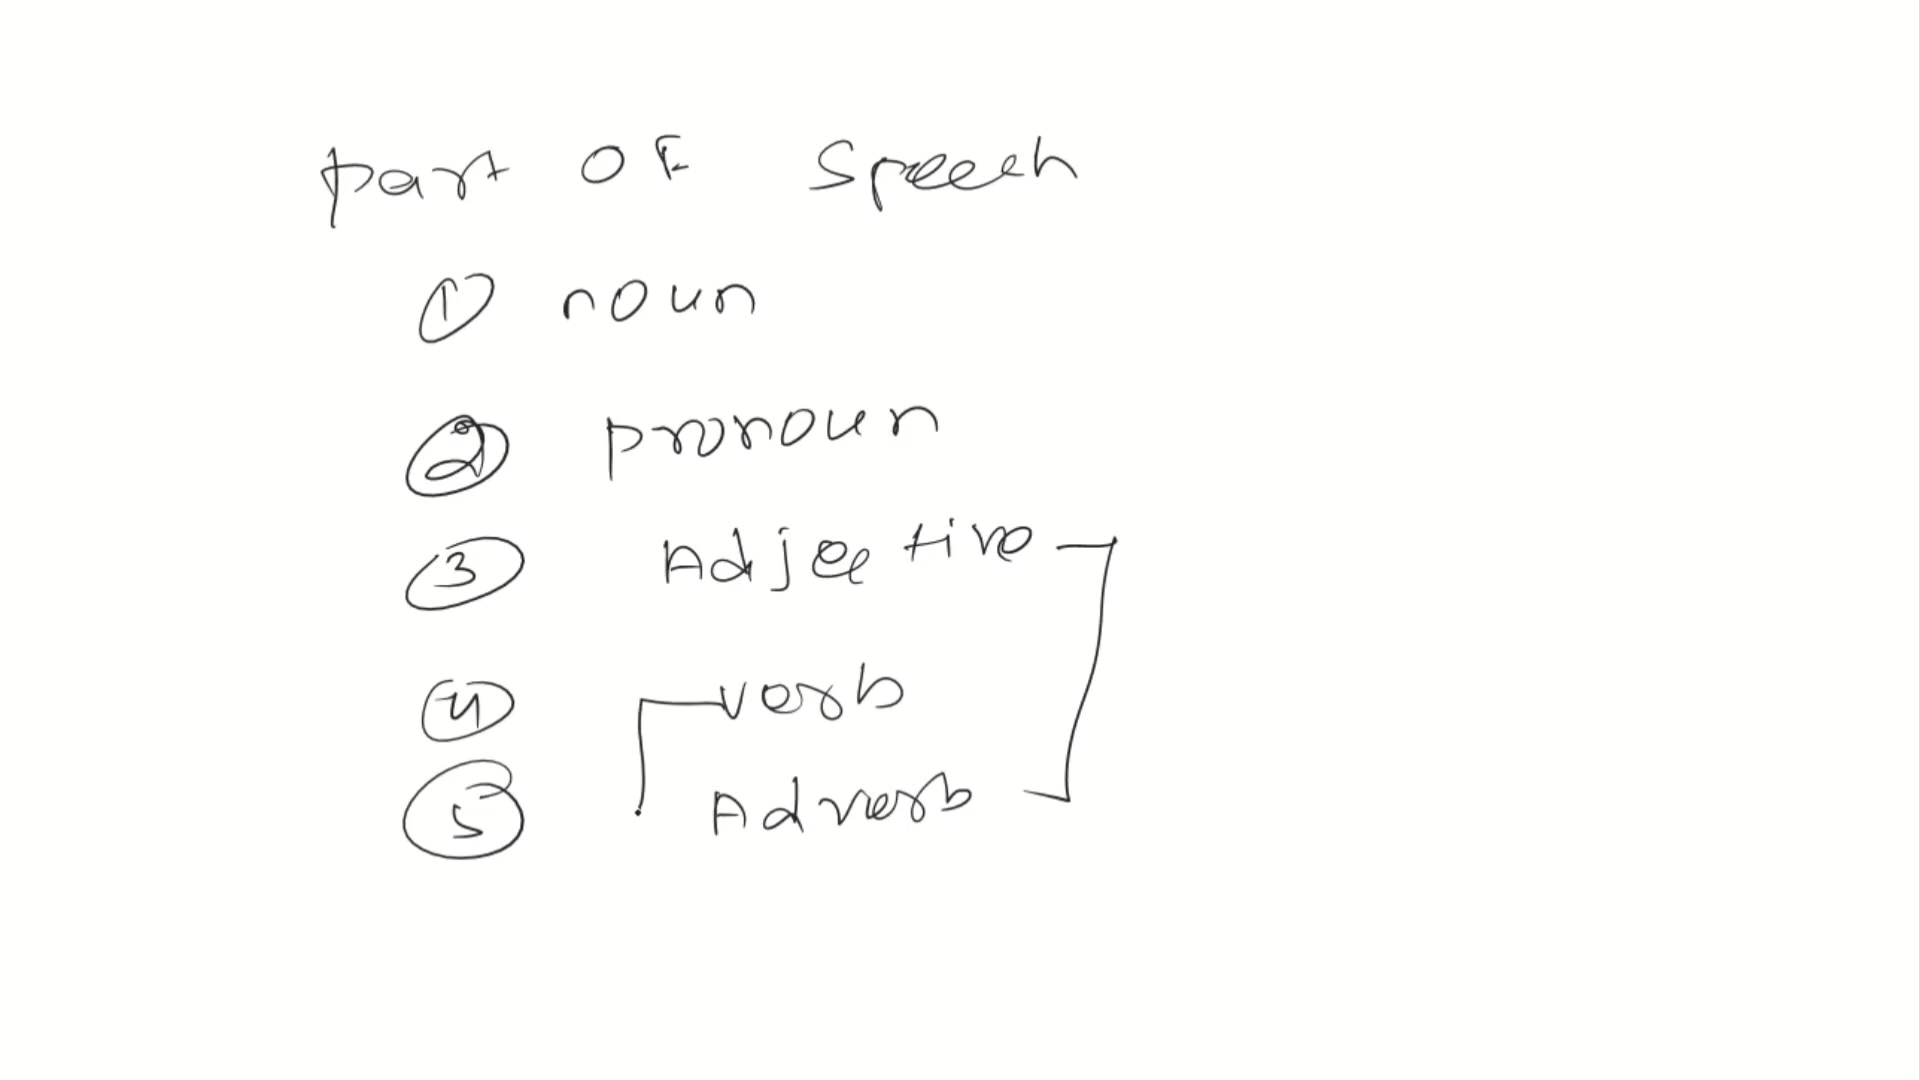 part of speech
① noun
② pronoun
③ Adjective
④ verb
⑤ Adverb